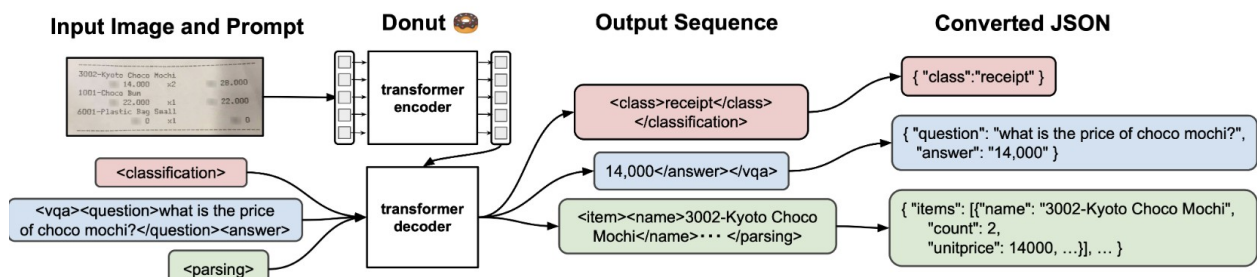 Input Image and Prompt
Donut 🍩
Output Sequence
Converted JSON
3002-Kyoto Choco Mochi
14.000 x2 28.000
1001-Choco Bun
22.000 x1 22.000
6001-Plastic Bag Small
0 x1 0
transformer
encoder
transformer
decoder
<classification>
<vqa><question>what is the price
of choco mochi?</question><answer>
<parsing>
<class>receipt</class>
</classification>
14,000</answer></vqa>
<item><name>3002-Kyoto Choco
Mochi</name>··· </parsing>
{ "class":"receipt" }
{ "question": "what is the price of choco mochi?",
"answer": "14,000" }
{ "items": [{"name": "3002-Kyoto Choco Mochi",
"count": 2,
"unitprice": 14000, …}], … }